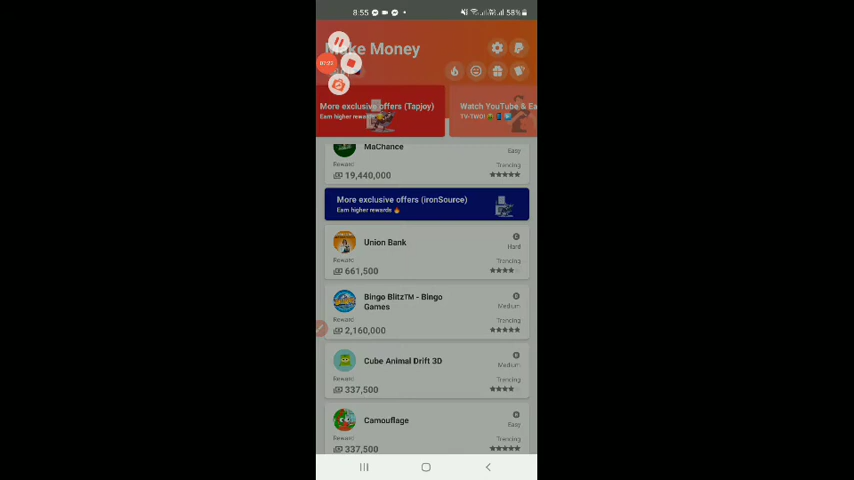 8:55
58%
Make Money
More exclusive offers (Tapjoy)
Earn higher rewards
Watch YouTube & Ea
TV-TWO!
MaChance
Easy
Reward:
Trending
19,440,000
More exclusive offers (ironSource)
Earn higher rewards
Union Bank
Hard
Reward:
Trending
661,500
Bingo Blitz™ - Bingo
Games
Medium
Reward:
Trending
2,160,000
Cube Animal Drift 3D
Medium
Reward:
Trending
337,500
Camouflage
Easy
Reward:
Trending
337,500